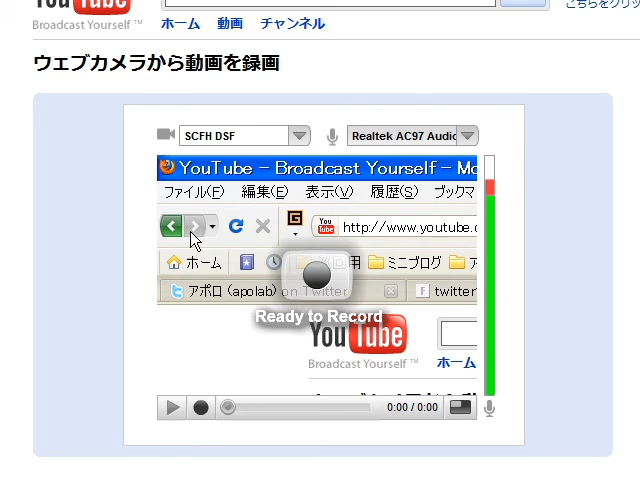 YouTube
こちらをクリッ
Broadcast Yourself ™
ホーム 動画 チャンネル
ウェブカメラから動画を録画
SCFH DSF
Realtek AC97 Audio
YouTube - Broadcast Yourself - Mo
ファイル(F) 編集(E) 表示(V) 履歴(S) ブックマ
G
You Tube http://www.youtube.c
ホーム 用 ミニブログ
アポロ (apolab) on Twitter
f twitter
Ready to Record
YouTube
Broadcast Yourself ™
ホーム
0:00 / 0:00